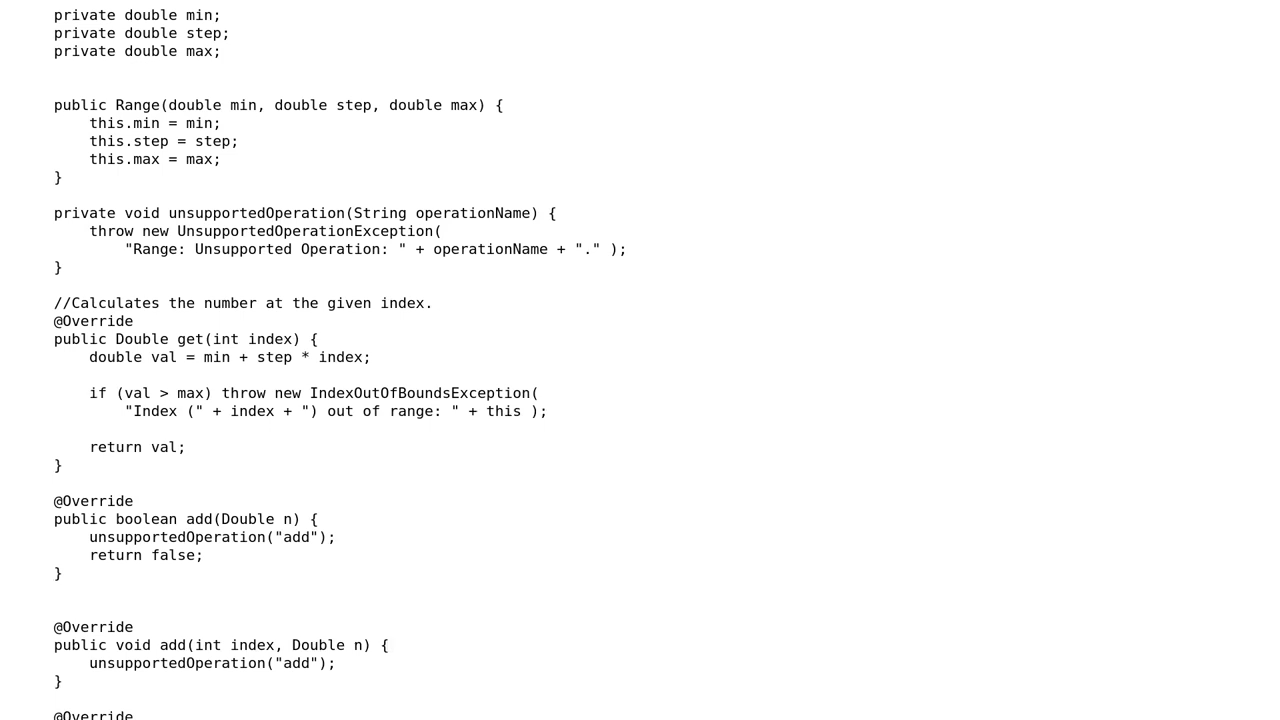 private double min;
private double step;
private double max;
public Range(double min, double step, double max) {
    this.min = min;
    this.step = step;
    this.max = max;
}
private void unsupportedOperation(String operationName) {
    throw new UnsupportedOperationException(
        "Range: Unsupported Operation: " + operationName + "." );
}
//Calculates the number at the given index.
@Override
public Double get(int index) {
    double val = min + step * index;
    if (val > max) throw new IndexOutOfBoundsException(
        "Index (" + index + ") out of range: " + this );
    return val;
}
@Override
public boolean add(Double n) {
    unsupportedOperation("add");
    return false;
}
@Override
public void add(int index, Double n) {
    unsupportedOperation("add");
}
@Override